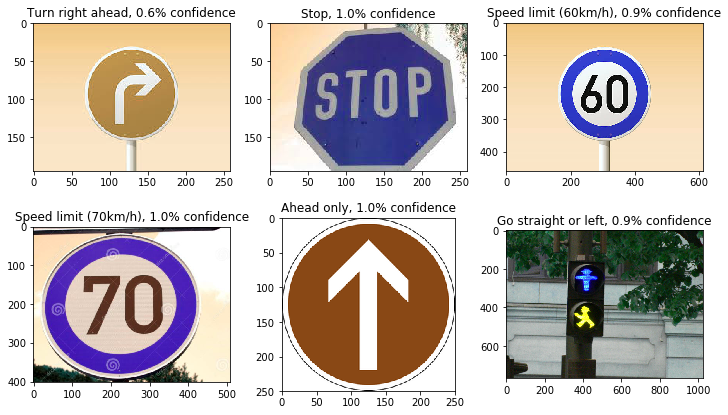 Turn right ahead, 0.6% confidence
0
50
100
150
0 50 100 150 200 250
Stop, 1.0% confidence
0
50
100
150
0 50 100 150 200 250
STOP
Speed limit (60km/h), 0.9% confidence
0
100
200
300
400
0 200 400 600
60
Speed limit (70km/h), 1.0% confidence
0
100
200
300
400
0 100 200 300 400 500
70
Ahead only, 1.0% confidence
0
50
100
150
200
250
0 50 100 150 200 250
Go straight or left, 0.9% confidence
0
200
400
600
0 200 400 600 800 1000